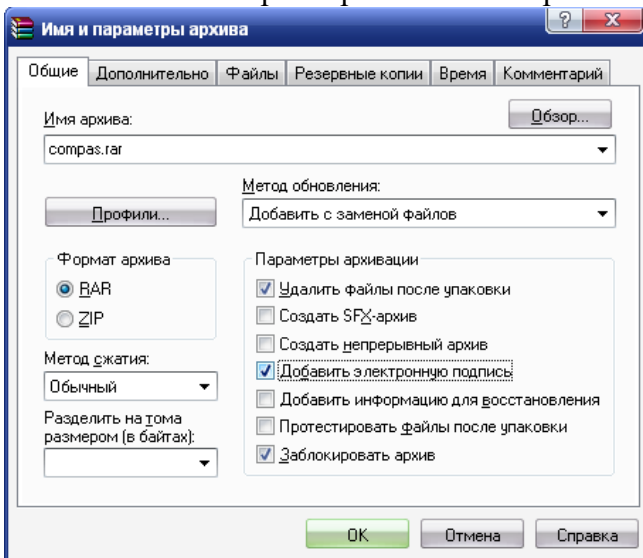 Имя и параметры архива
Общие Дополнительно Файлы Резервные копии Время Комментарий
Имя архива:
Обзор...
compas.rar
Метод обновления:
Профили...
Добавить с заменой файлов
Формат архива
RAR
ZIP
Метод сжатия:
Обычный
Разделить на тома
размером (в байтах):
Параметры архивации
Удалить файлы после упаковки
Создать SFX-архив
Создать непрерывный архив
Добавить электронную подпись
Добавить информацию для восстановления
Протестировать файлы после упаковки
Заблокировать архив
OK Отмена Справка